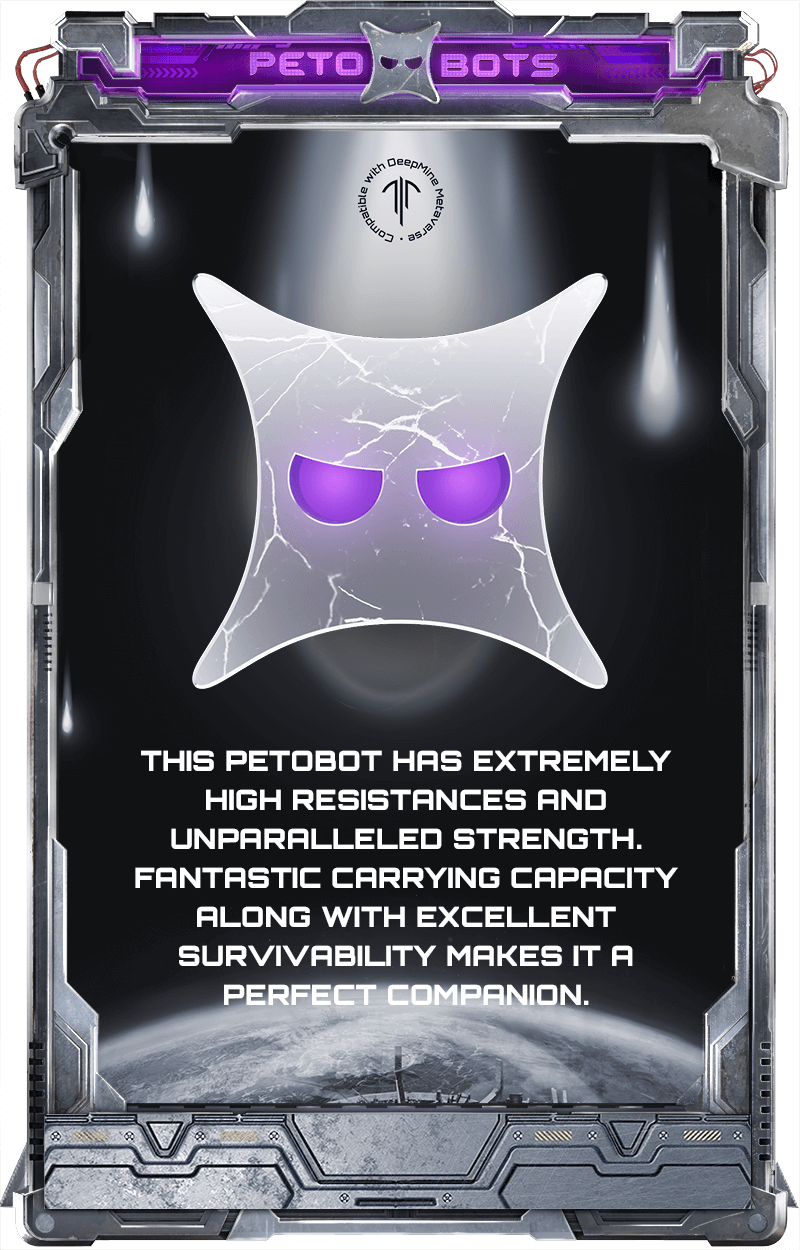 PETO BOTS
Compatible with DeepMine Metaverse •
THIS PETOBOT HAS EXTREMELY
HIGH RESISTANCES AND
UNPARALLELED STRENGTH.
FANTASTIC CARRYING CAPACITY
ALONG WITH EXCELLENT
SURVIVABILITY MAKES IT A
PERFECT COMPANION.